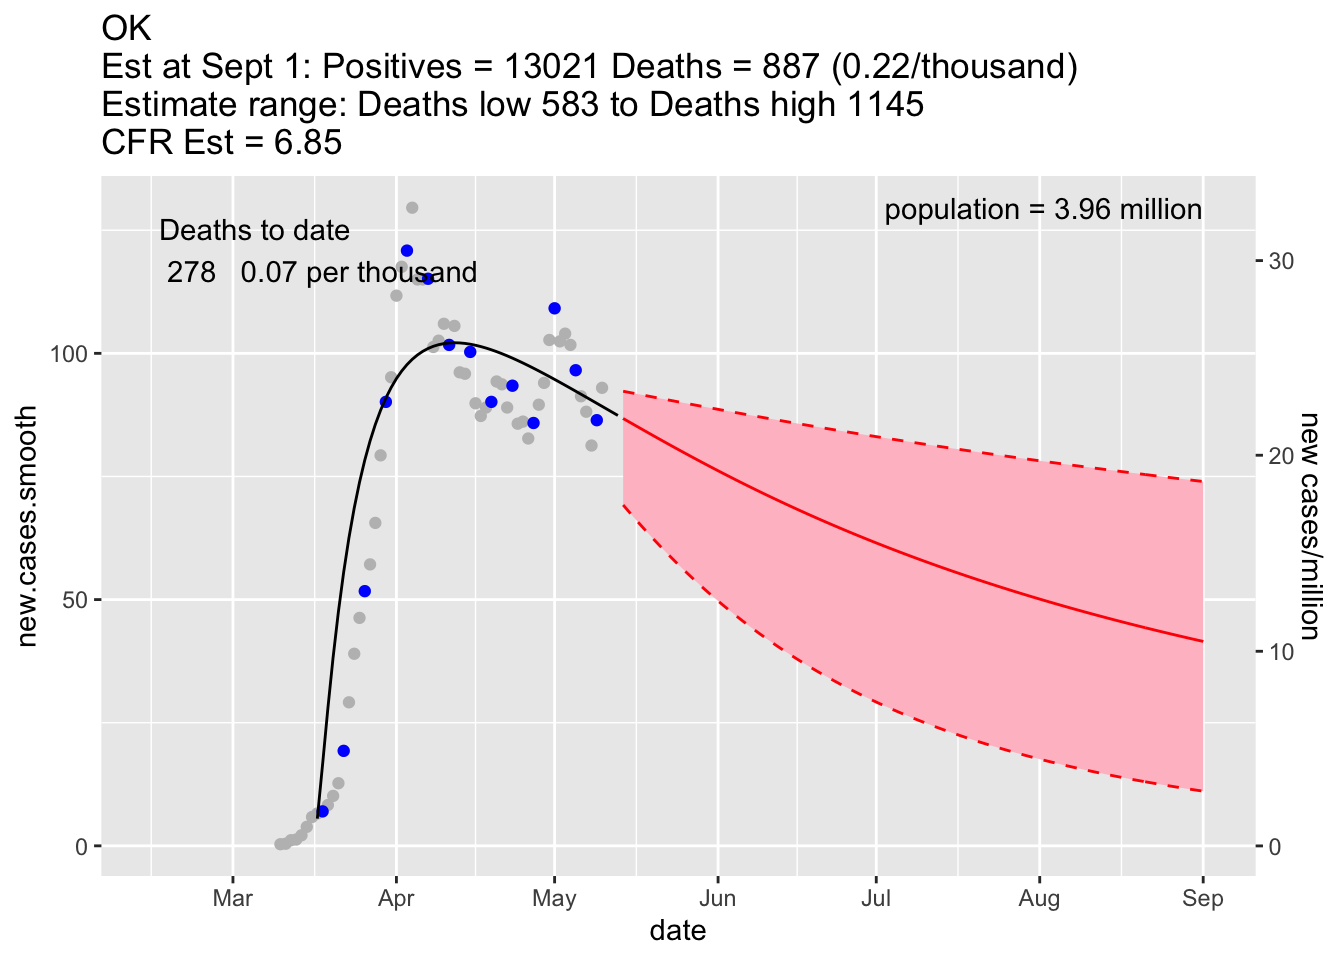 OK
Est at Sept 1: Positives = 13021 Deaths = 887 (0.22/thousand)
Estimate range: Deaths low 583 to Deaths high 1145
CFR Est = 6.85
population = 3.96 million
Deaths to date
278 0.07 per thousand
100
50
0
new.cases.smooth
30
20
10
0
new cases/million
Mar Apr May Jun Jul Aug Sep
date